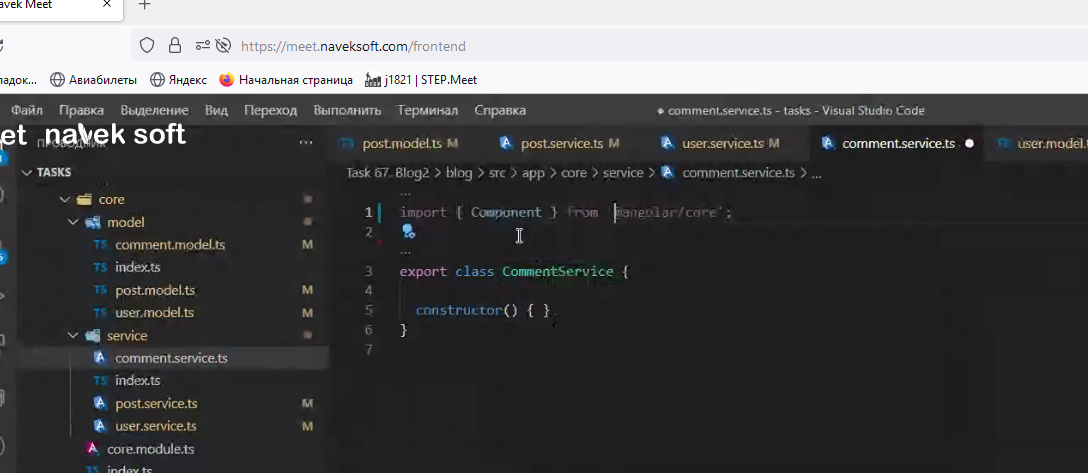 avek Meet
https://meet.naveksoft.com/frontend
падок... Авиабилеты Яндекс Начальная страница j1821 | STEP.Meet
Файл Правка Выделение Вид Переход Выполнить Терминал Справка ● comment.service.ts - tasks - Visual Studio Code
et navek soft
ПРОВОДНИК ...
post.model.ts M post.service.ts M user.service.ts M comment.service.ts ● user.model.t
TASKS
Task 67. Blog2 > blog > src > app > core > service > comment.service.ts > ...
core
model
comment.model.ts M
index.ts
post.model.ts M
user.model.ts M
service
comment.service.ts
index.ts
post.service.ts M
user.service.ts M
core.module.ts
index.ts
...
1 import { Component } from '@angular/core';
2
...
3 export class CommentService {
4
5 constructor() { }
6 }
7